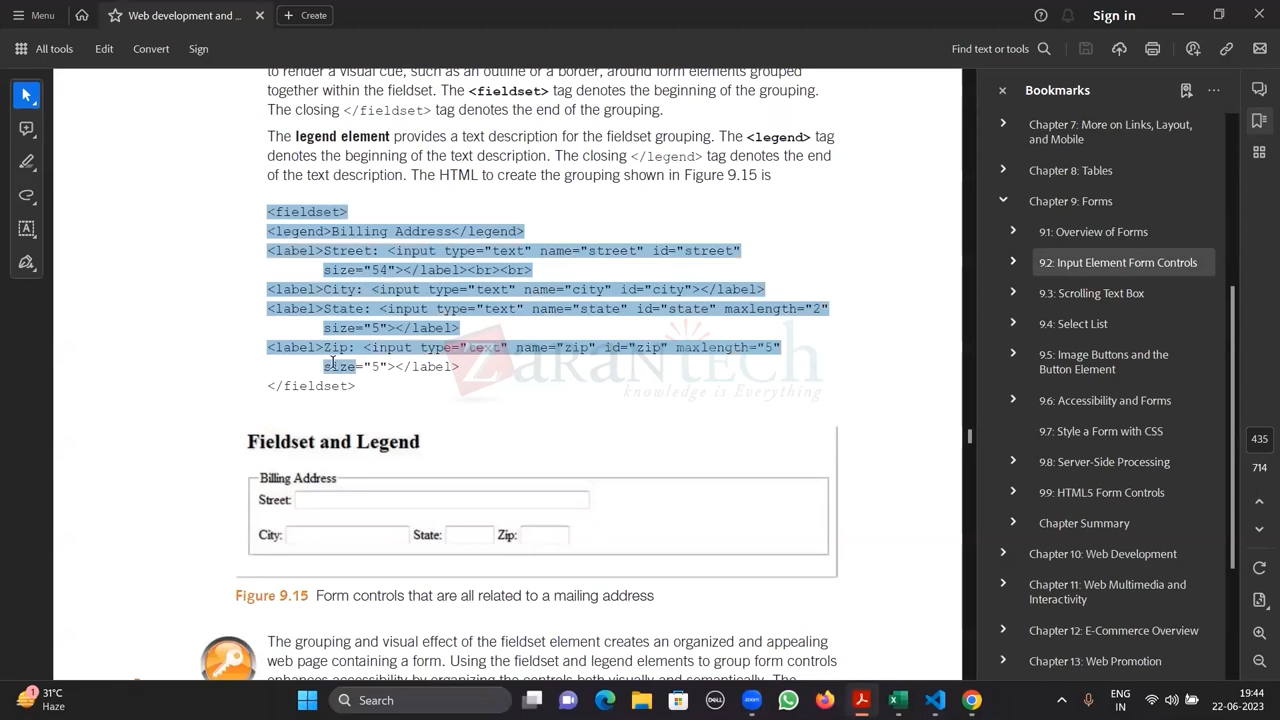 Menu
Web development and ...
Create
Sign in
All tools
Edit
Convert
Sign
Find text or tools
to render a visual cue, such as an outline or a border, around form elements grouped
together within the fieldset. The <fieldset> tag denotes the beginning of the grouping.
The closing </fieldset> tag denotes the end of the grouping.
The legend element provides a text description for the fieldset grouping. The <legend> tag
denotes the beginning of the text description. The closing </legend> tag denotes the end
of the text description. The HTML to create the grouping shown in Figure 9.15 is
<fieldset>
<legend>Billing Address</legend>
<label>Street: <input type="text" name="street" id="street"
size="54"></label><br><br>
<label>City: <input type="text" name="city" id="city"></label>
<label>State: <input type="text" name="state" id="state" maxlength="2"
size="5"></label>
<label>Zip: <input type="text" name="zip" id="zip" maxlength="5"
size="5"></label>
</fieldset>
ZaranTech
knowledge is Everything
Fieldset and Legend
Billing Address
Street:
City: State: Zip:
Figure 9.15 Form controls that are all related to a mailing address
The grouping and visual effect of the fieldset element creates an organized and appealing
web page containing a form. Using the fieldset and legend elements to group form controls
enhances accessibility by organizing the controls both visually and semantically. The
Bookmarks
Chapter 7: More on Links, Layout,
and Mobile
Chapter 8: Tables
Chapter 9: Forms
9.1: Overview of Forms
9.2: Input Element Form Controls
9.3: Scrolling Text Box
9.4: Select List
9.5: Image Buttons and the
Button Element
9.6: Accessibility and Forms
9.7: Style a Form with CSS
9.8: Server-Side Processing
9.9: HTML5 Form Controls
Chapter Summary
Chapter 10: Web Development
Chapter 11: Web Multimedia and
Interactivity
Chapter 12: E-Commerce Overview
Chapter 13: Web Promotion
435
714
1
31°C
Haze
Search
DELL
zoom
ENG
IN
19:44
22-06-2023